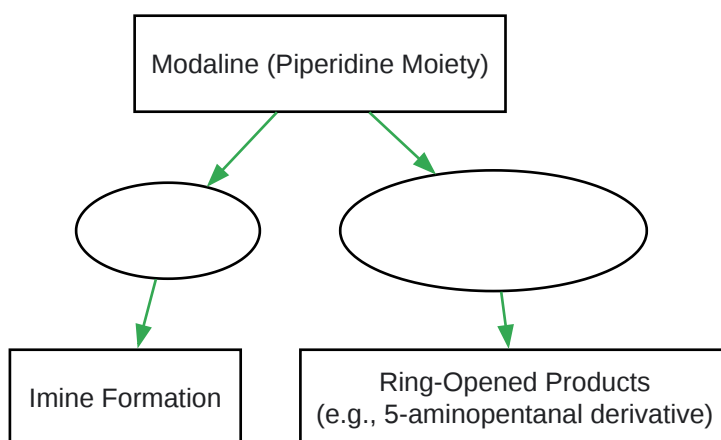 Modaline (Piperidine Moiety)
Imine Formation
Ring-Opened Products
(e.g., 5-aminopentanal derivative)